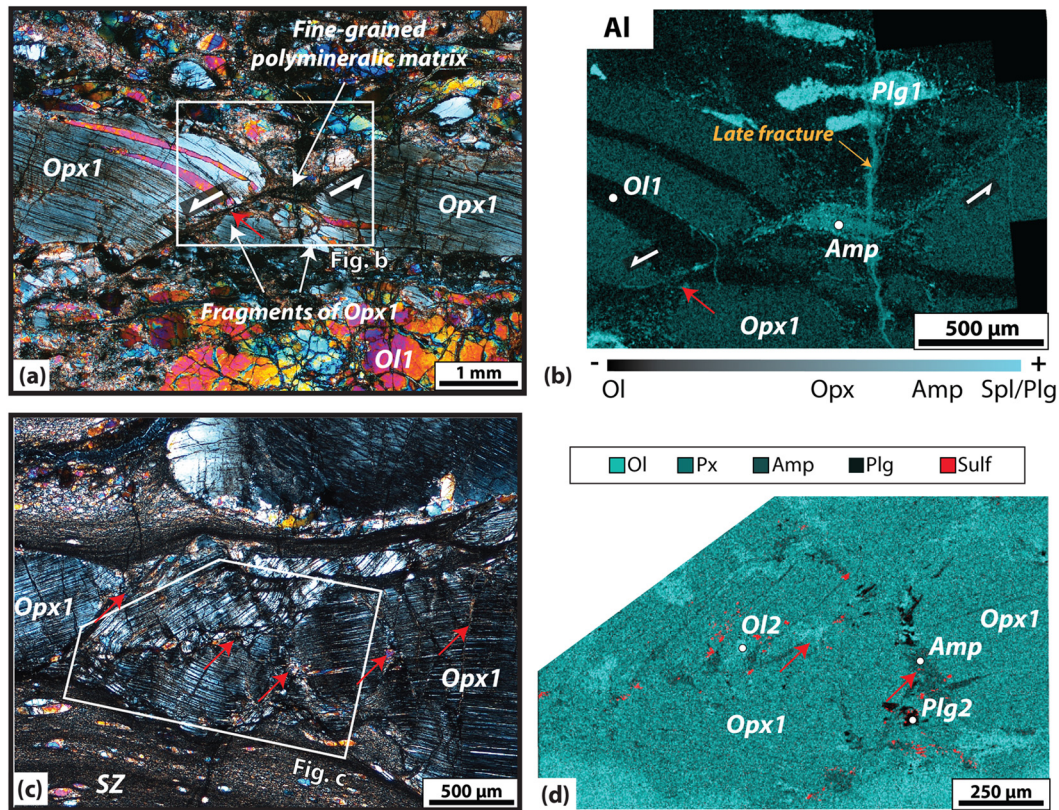 Fine-grained
polymineralic matrix
Opx1
Opx1
Fig. b
Fragments of Opx1
Ol1
(a)
1 mm
Al
Plg1
Late fracture
Ol1
Amp
Opx1
500 µm
(b)
- +
Ol Opx Amp Spl/Plg
Opx1
Opx1
Fig. c
SZ
(c)
500 µm
Ol Px Amp Plg Sulf
Ol2
Opx1
Amp
Opx1
Plg2
(d)
250 µm